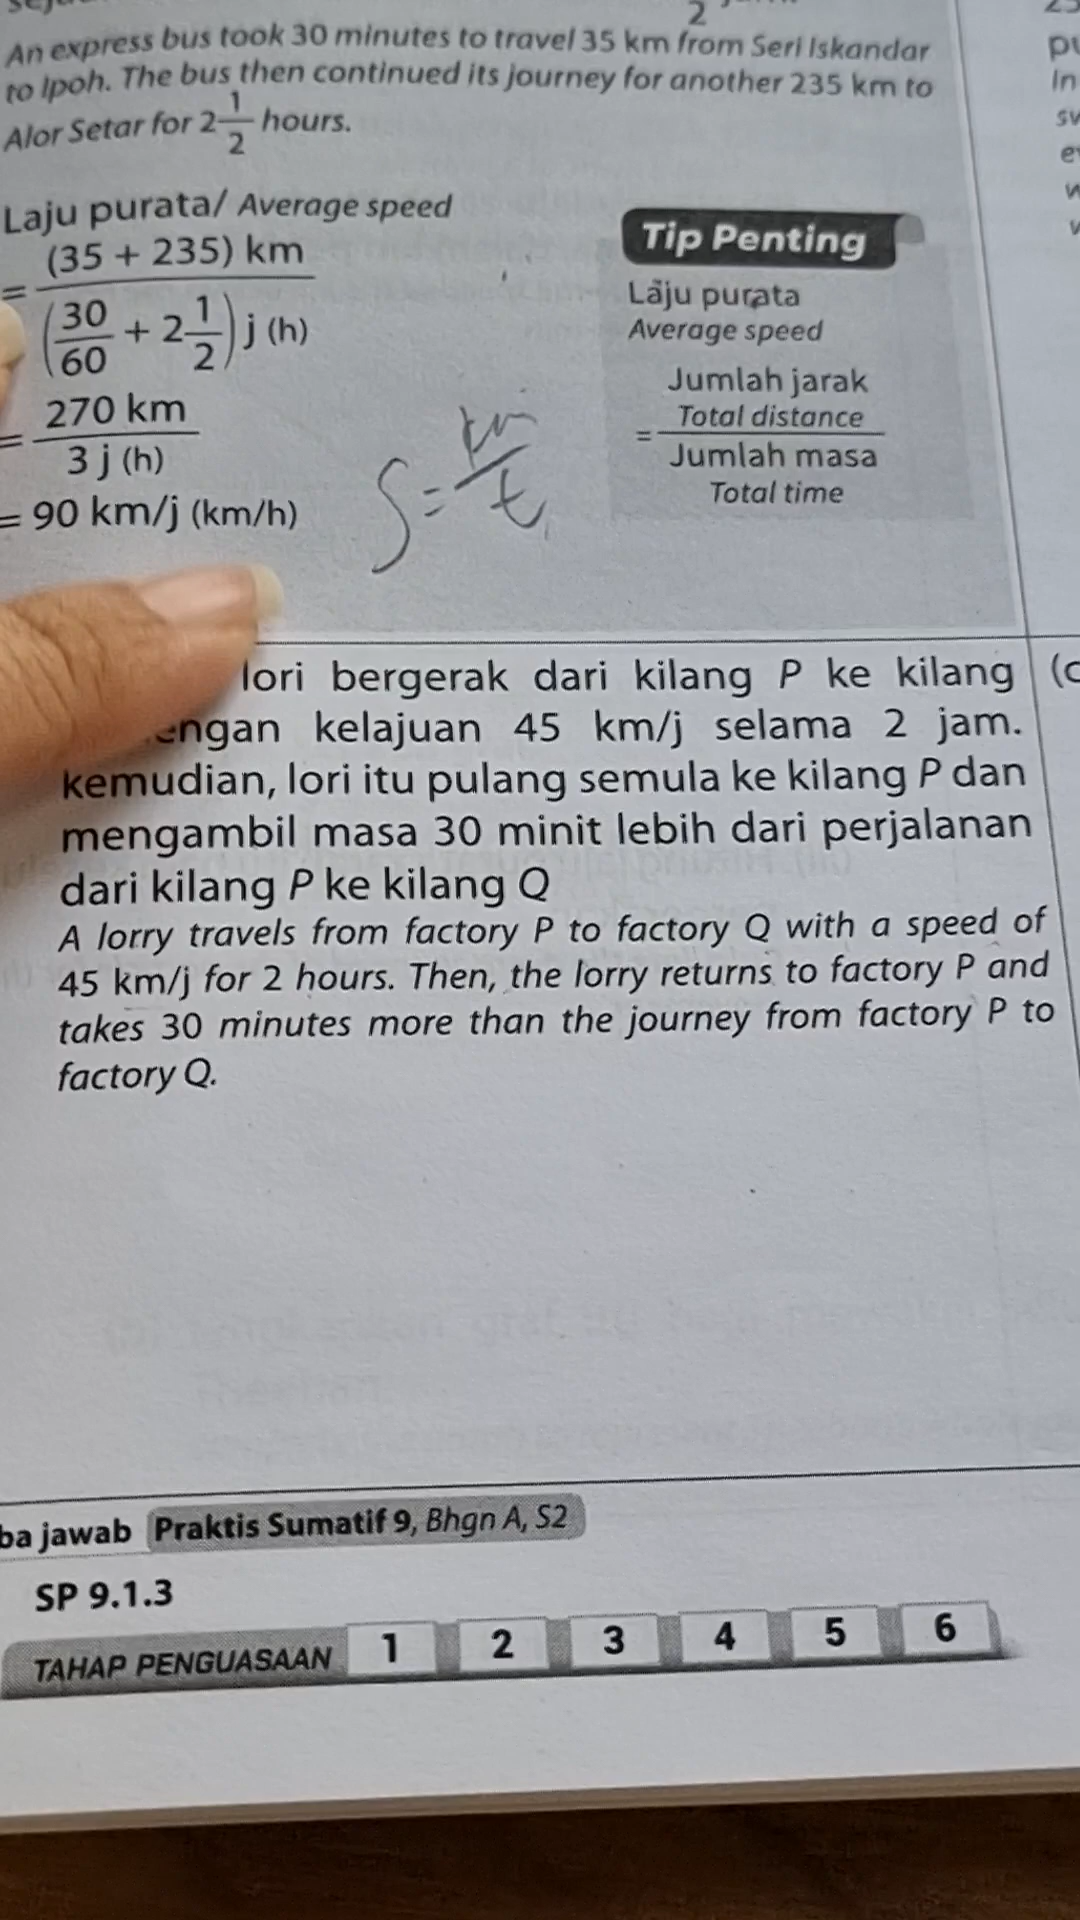 2
An express bus took 30 minutes to travel 35 km from Seri Iskandar
to Ipoh. The bus then continued its journey for another 235 km to
Alor Setar for 2 1/2 hours.
Laju purata/ Average speed
= (35 + 235) km / (30/60 + 2 1/2) j (h)
= 270 km / 3 j (h)
= 90 km/j (km/h)
S = km/t
Tip Penting
Laju purata
Average speed
= Jumlah jarak
Total distance
Jumlah masa
Total time
lori bergerak dari kilang P ke kilang
kelajuan 45 km/j selama 2 jam.
kemudian, lori itu pulang semula ke kilang P dan
mengambil masa 30 minit lebih dari perjalanan
dari kilang P ke kilang Q
A lorry travels from factory P to factory Q with a speed of
45 km/j for 2 hours. Then, the lorry returns to factory P and
takes 30 minutes more than the journey from factory P to
factory Q.
jawab Praktis Sumatif 9, Bhgn A, S2
SP 9.1.3
TAHAP PENGUASAAN 1 2 3 4 5 6